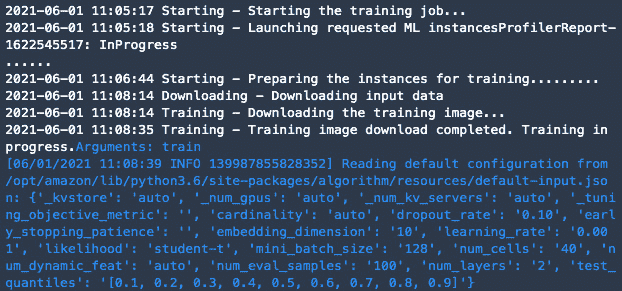 2021-06-01 11:05:17 Starting - Starting the training job...
2021-06-01 11:05:18 Starting - Launching requested ML instancesProfilerReport-
1622545517: InProgress
......
2021-06-01 11:06:44 Starting - Preparing the instances for training.........
2021-06-01 11:08:14 Downloading - Downloading input data
2021-06-01 11:08:14 Training - Downloading the training image...
2021-06-01 11:08:35 Training - Training image download completed. Training in
progress.Arguments: train
[06/01/2021 11:08:39 INFO 139987855828352] Reading default configuration from
/opt/amazon/lib/python3.6/site-packages/algorithm/resources/default-input.jso
n: {'_kvstore': 'auto', '_num_gpus': 'auto', '_num_kv_servers': 'auto', '_tuni
ng_objective_metric': '', 'cardinality': 'auto', 'dropout_rate': '0.10', 'earl
y_stopping_patience': '', 'embedding_dimension': '10', 'learning_rate': '0.00
1', 'likelihood': 'student-t', 'mini_batch_size': '128', 'num_cells': '40', 'n
um_dynamic_feat': 'auto', 'num_eval_samples': '100', 'num_layers': '2', 'test_
quantiles': '[0.1, 0.2, 0.3, 0.4, 0.5, 0.6, 0.7, 0.8, 0.9]'}